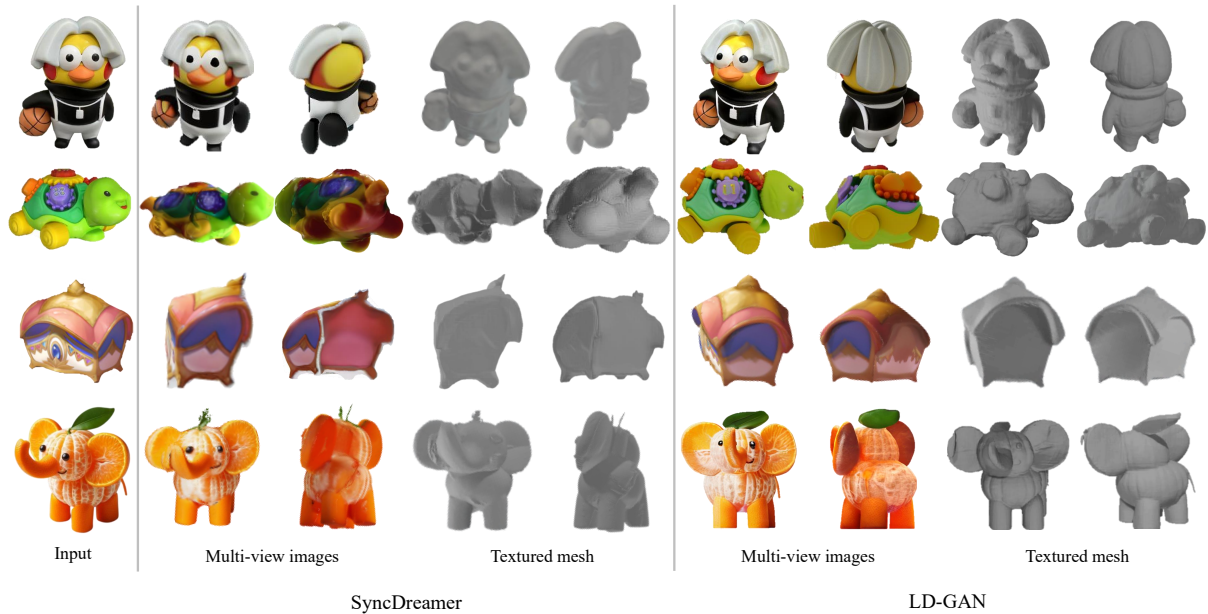 Input
Multi-view images
Textured mesh
Multi-view images
Textured mesh
SyncDreamer
LD-GAN